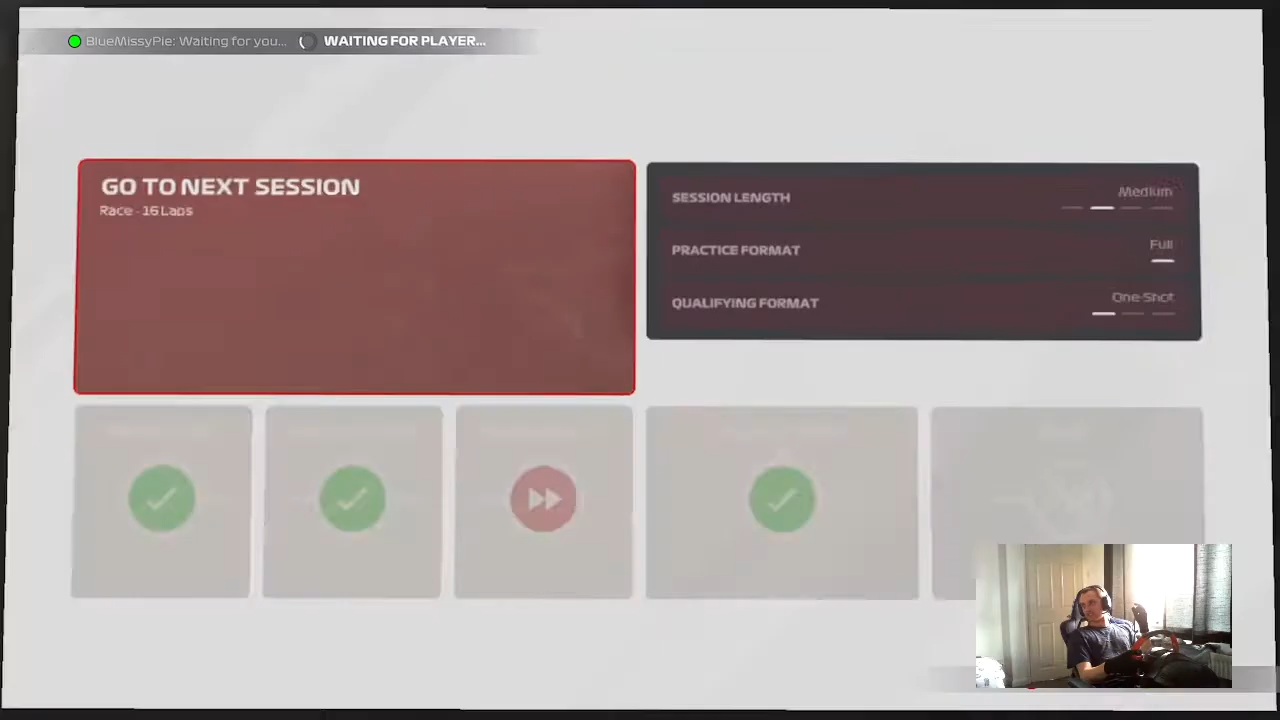 BlueMissyPie: Waiting for you...
WAITING FOR PLAYER...
GO TO NEXT SESSION
Race - 16 Laps
SESSION LENGTH
Medium
PRACTICE FORMAT
Full
QUALIFYING FORMAT
One-Shot